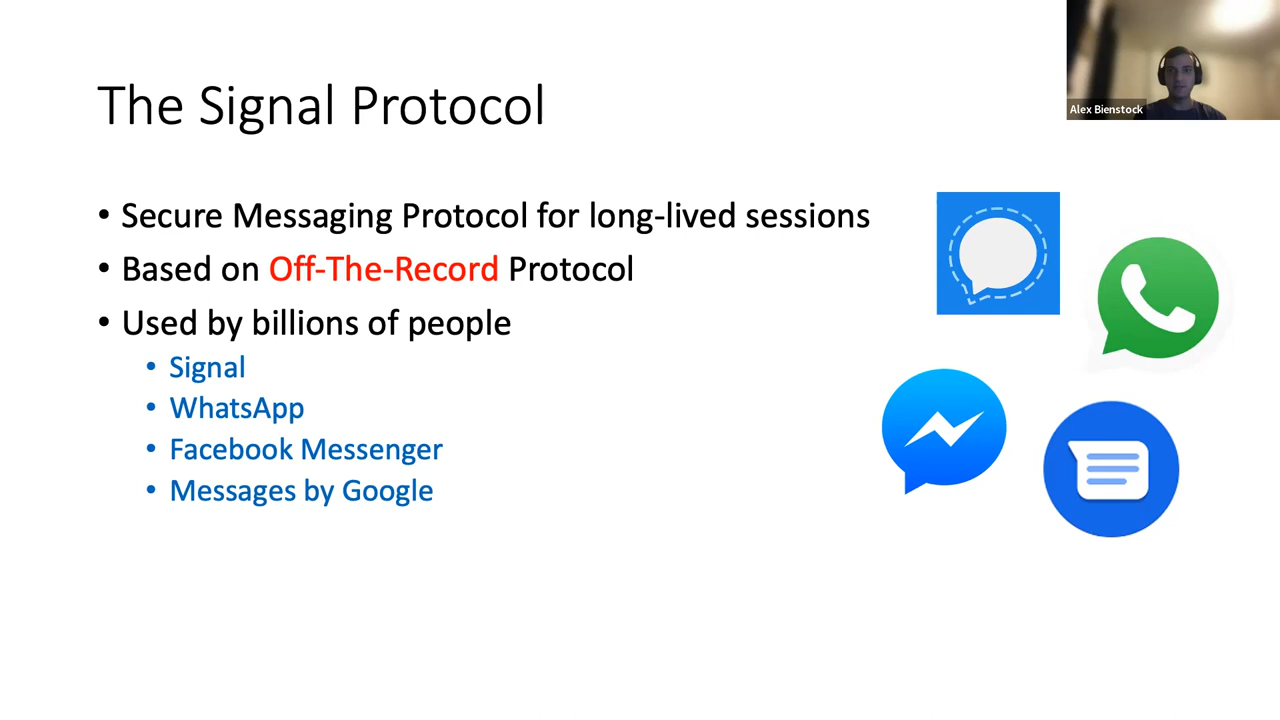 The Signal Protocol
Alex Bienstock
• Secure Messaging Protocol for long-lived sessions
• Based on Off-The-Record Protocol
• Used by billions of people
• Signal
• WhatsApp
• Facebook Messenger
• Messages by Google